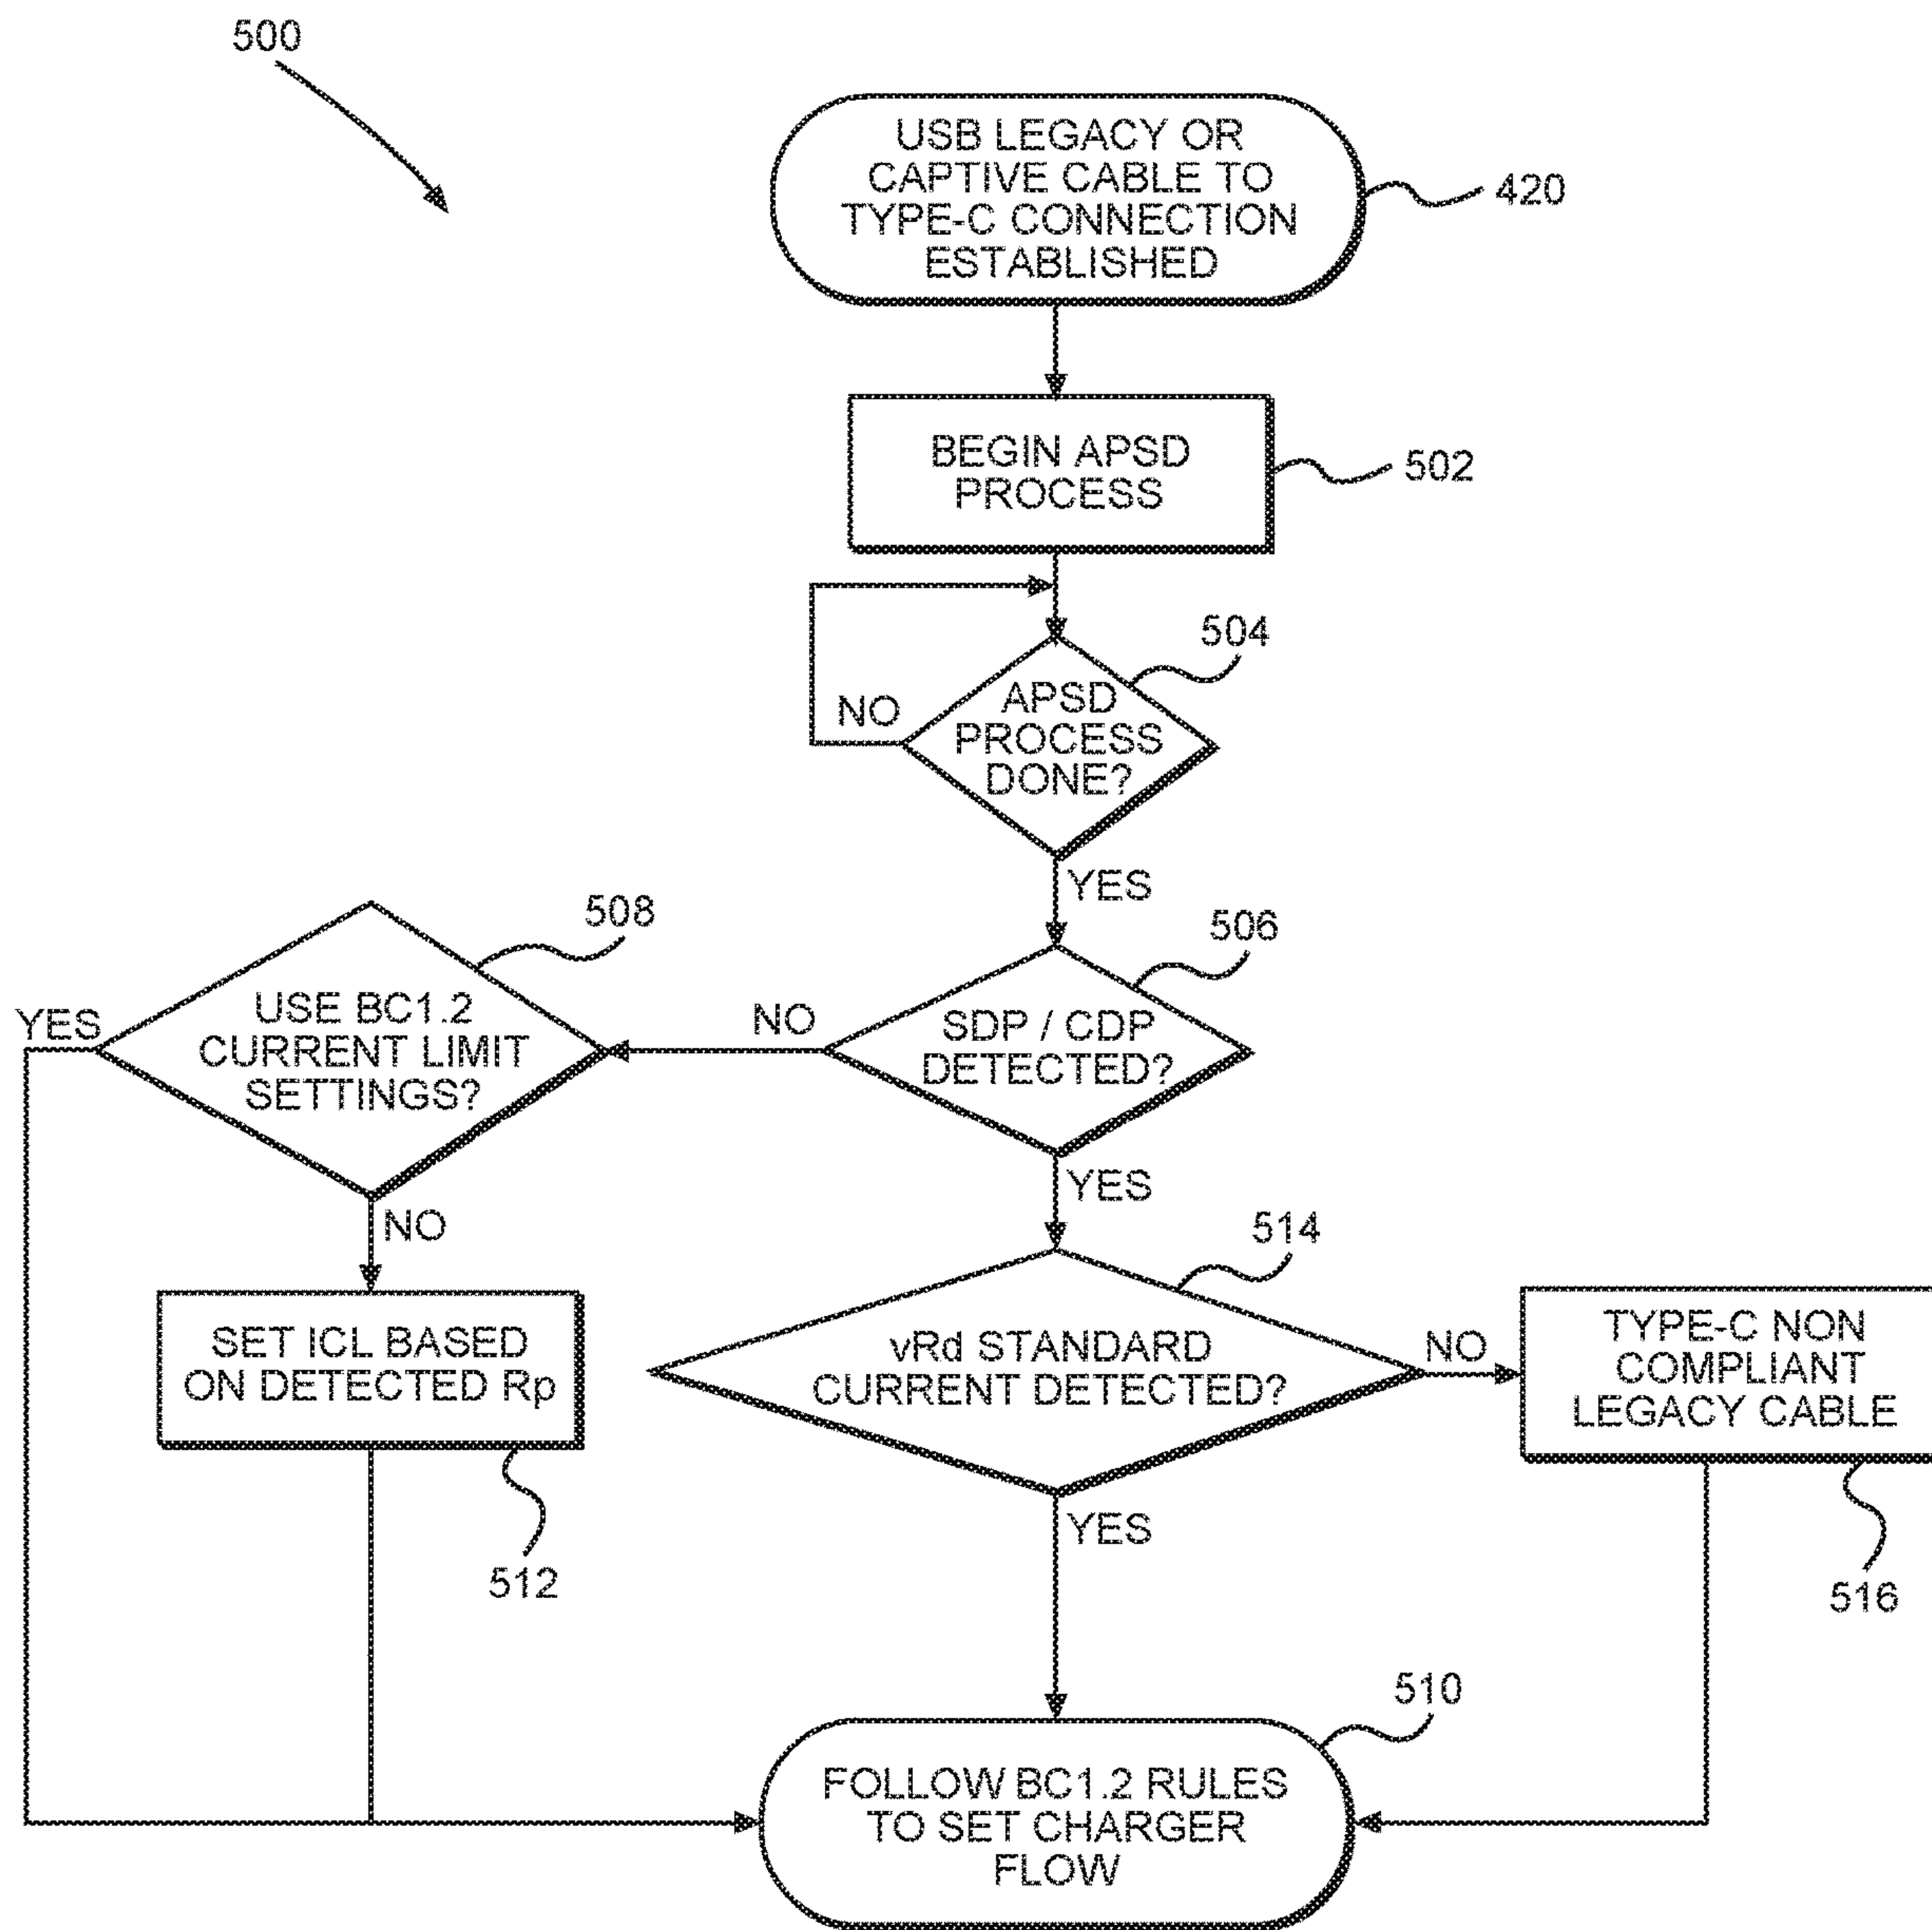 500
USB LEGACY OR
CAPTIVE CABLE TO
TYPE-C CONNECTION
ESTABLISHED
420
BEGIN APSD
PROCESS
502
504
APSD
PROCESS
DONE?
NO
YES
508
506
USE BC1.2
CURRENT LIMIT
SETTINGS?
YES
NO
SDP / CDP
DETECTED?
NO
YES
514
SET ICL BASED
ON DETECTED Rp
512
vRd STANDARD
CURRENT DETECTED?
NO
TYPE-C NON
COMPLIANT
LEGACY CABLE
516
YES
510
FOLLOW BC1.2 RULES
TO SET CHARGER
FLOW